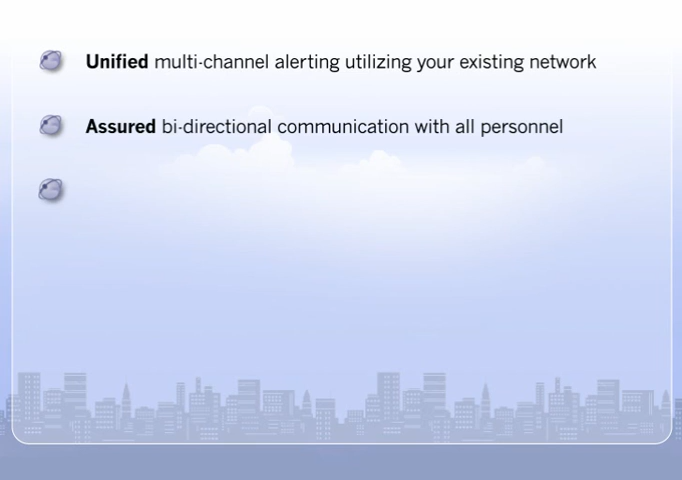 Unified multi-channel alerting utilizing your existing network
Assured bi-directional communication with all personnel